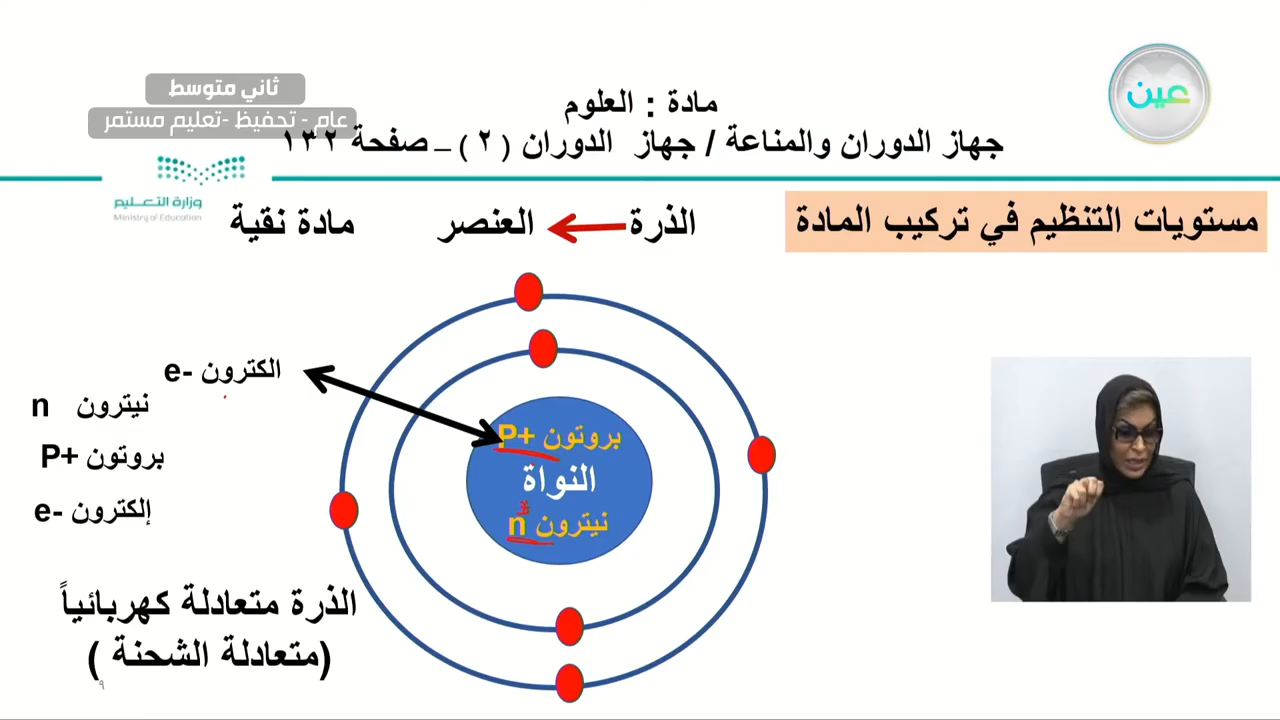 عين
ثاني متوسط
عام - تحفيظ -تعليم مستمر
مادة : العلوم
جهاز الدوران والمناعة / جهاز الدوران ( ٢ ) – صفحة ١٣٢
وزارة التعليم
Ministry of Education
مستويات التنظيم في تركيب المادة
الذرة
العنصر
مادة نقية
الكترون e-
نيترون n
بروتون P+
إلكترون e-
بروتون P+
النواة
نيترون n
الذرة متعادلة كهربائياً
(متعادلة الشحنة )
٩